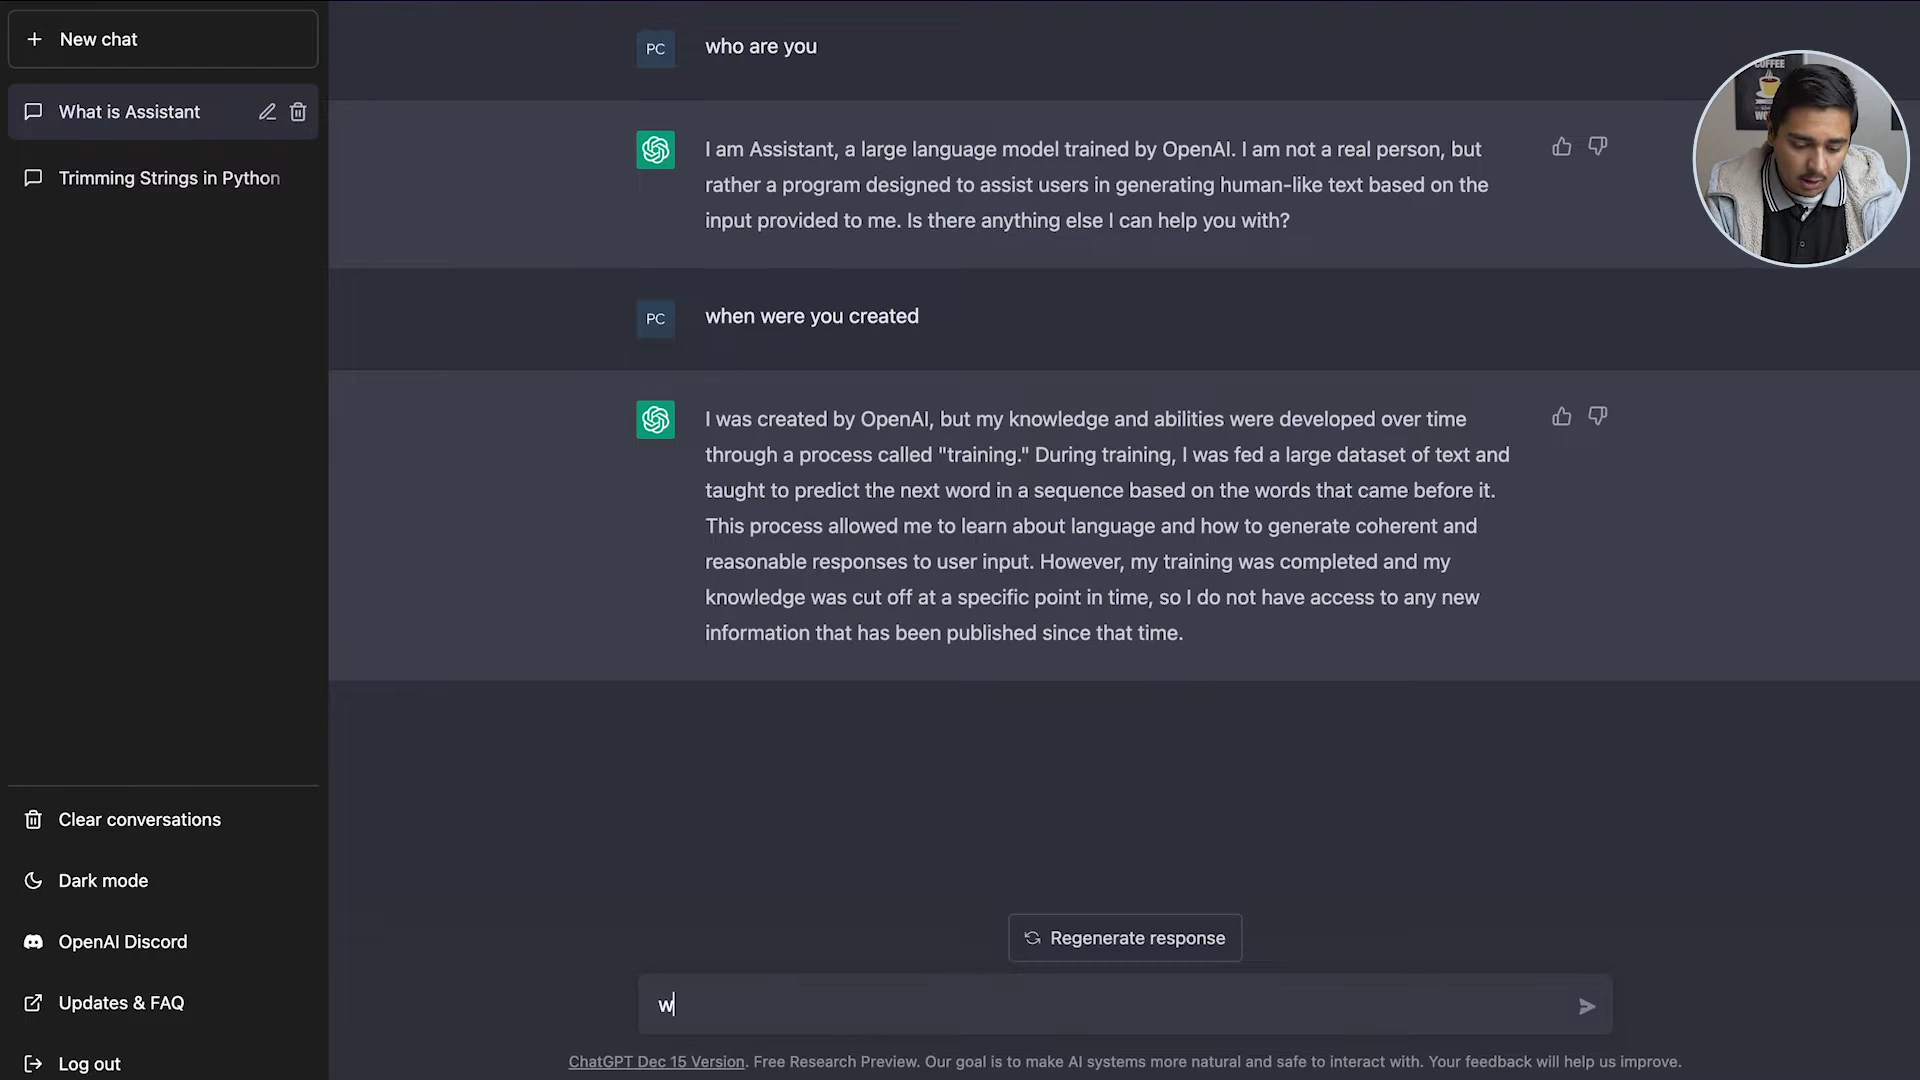 New chat
What is Assistant
Trimming Strings in Python
Clear conversations
Dark mode
OpenAI Discord
Updates & FAQ
Log out
PC
who are you
I am Assistant, a large language model trained by OpenAI. I am not a real person, but
rather a program designed to assist users in generating human-like text based on the
input provided to me. Is there anything else I can help you with?
PC
when were you created
I was created by OpenAI, but my knowledge and abilities were developed over time
through a process called "training." During training, I was fed a large dataset of text and
taught to predict the next word in a sequence based on the words that came before it.
This process allowed me to learn about language and how to generate coherent and
reasonable responses to user input. However, my training was completed and my
knowledge was cut off at a specific point in time, so I do not have access to any new
information that has been published since that time.
Regenerate response
w
ChatGPT Dec 15 Version. Free Research Preview. Our goal is to make AI systems more natural and safe to interact with. Your feedback will help us improve.
COFFEE